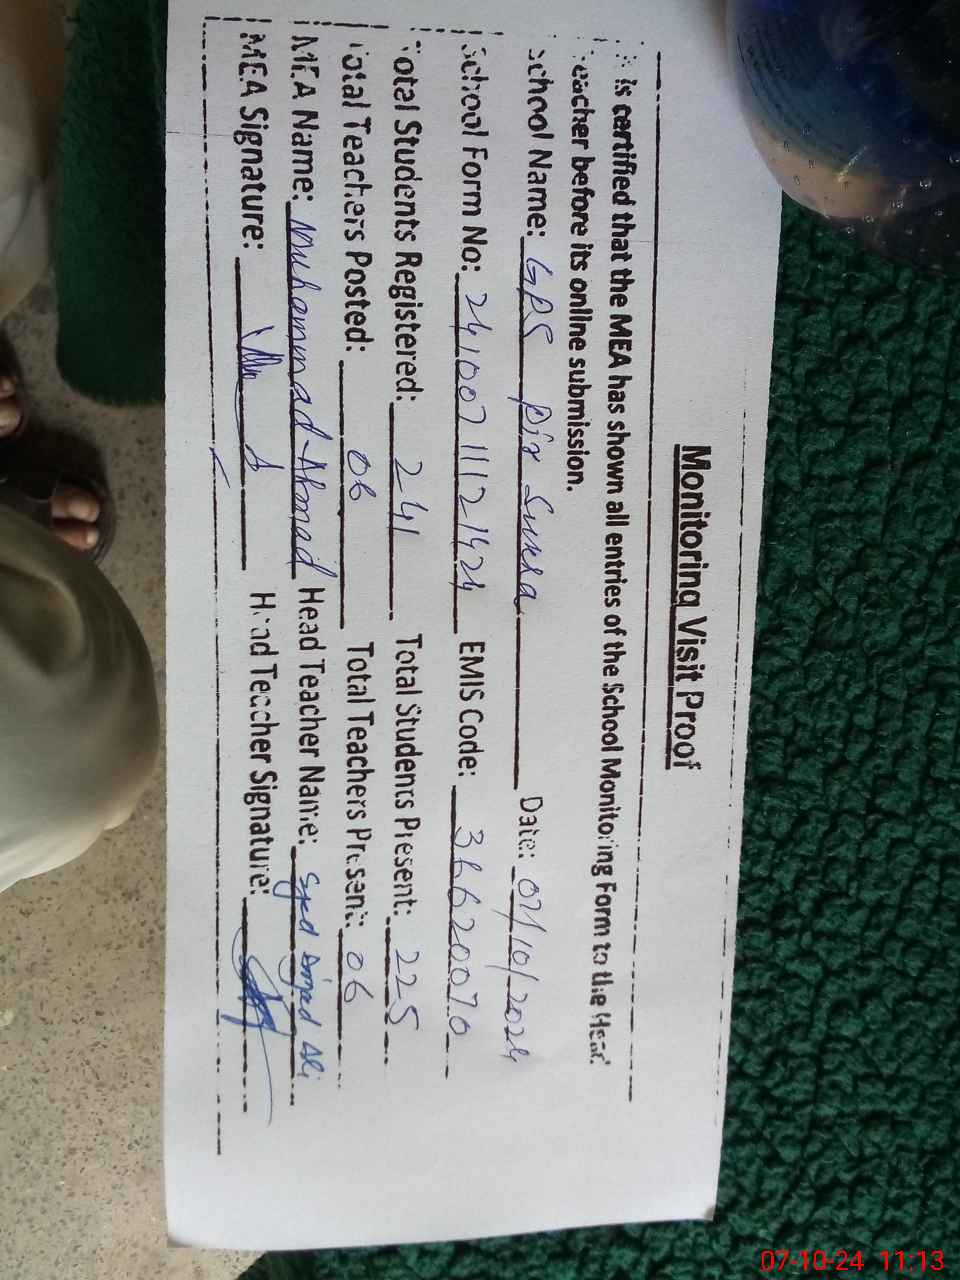 Monitoring Visit Proof
is certified that the MEA has shown all entries of the School Monitoring Form to the Head
Teacher before its online submission.
School Name: GPS Pir Surra Date: 07/10/2024
School Form No: 24100711121424 EMIS Code: 36620070
Total Students Registered: 241 Total Students Present: 225
Total Teachers Posted: 06 Total Teachers Present: 06
MEA Name: Muhammad Ahmad Head Teacher Name: Syed Amjed Ali
MEA Signature: Head Teacher Signature:
07-10-24 11:13